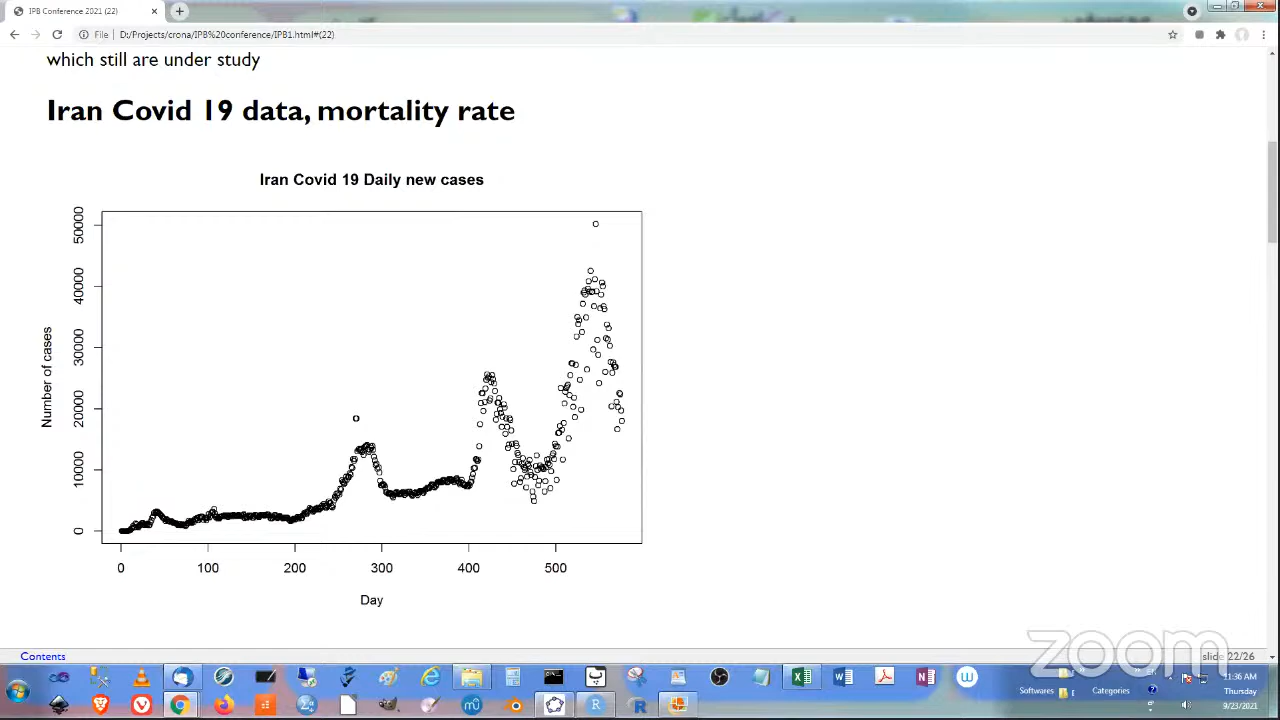 IPB Conference 2021 (22)
File D:/Projects/crona/IPB%20conference/IPB1.html#(22)
which still are under study
Iran Covid 19 data, mortality rate
Iran Covid 19 Daily new cases
Number of cases
50000
40000
30000
20000
10000
0
0 100 200 300 400 500
Day
zoom
Contents
slide 22/26
11:36 AM
Softwares
Categories
Thursday
9/23/2021